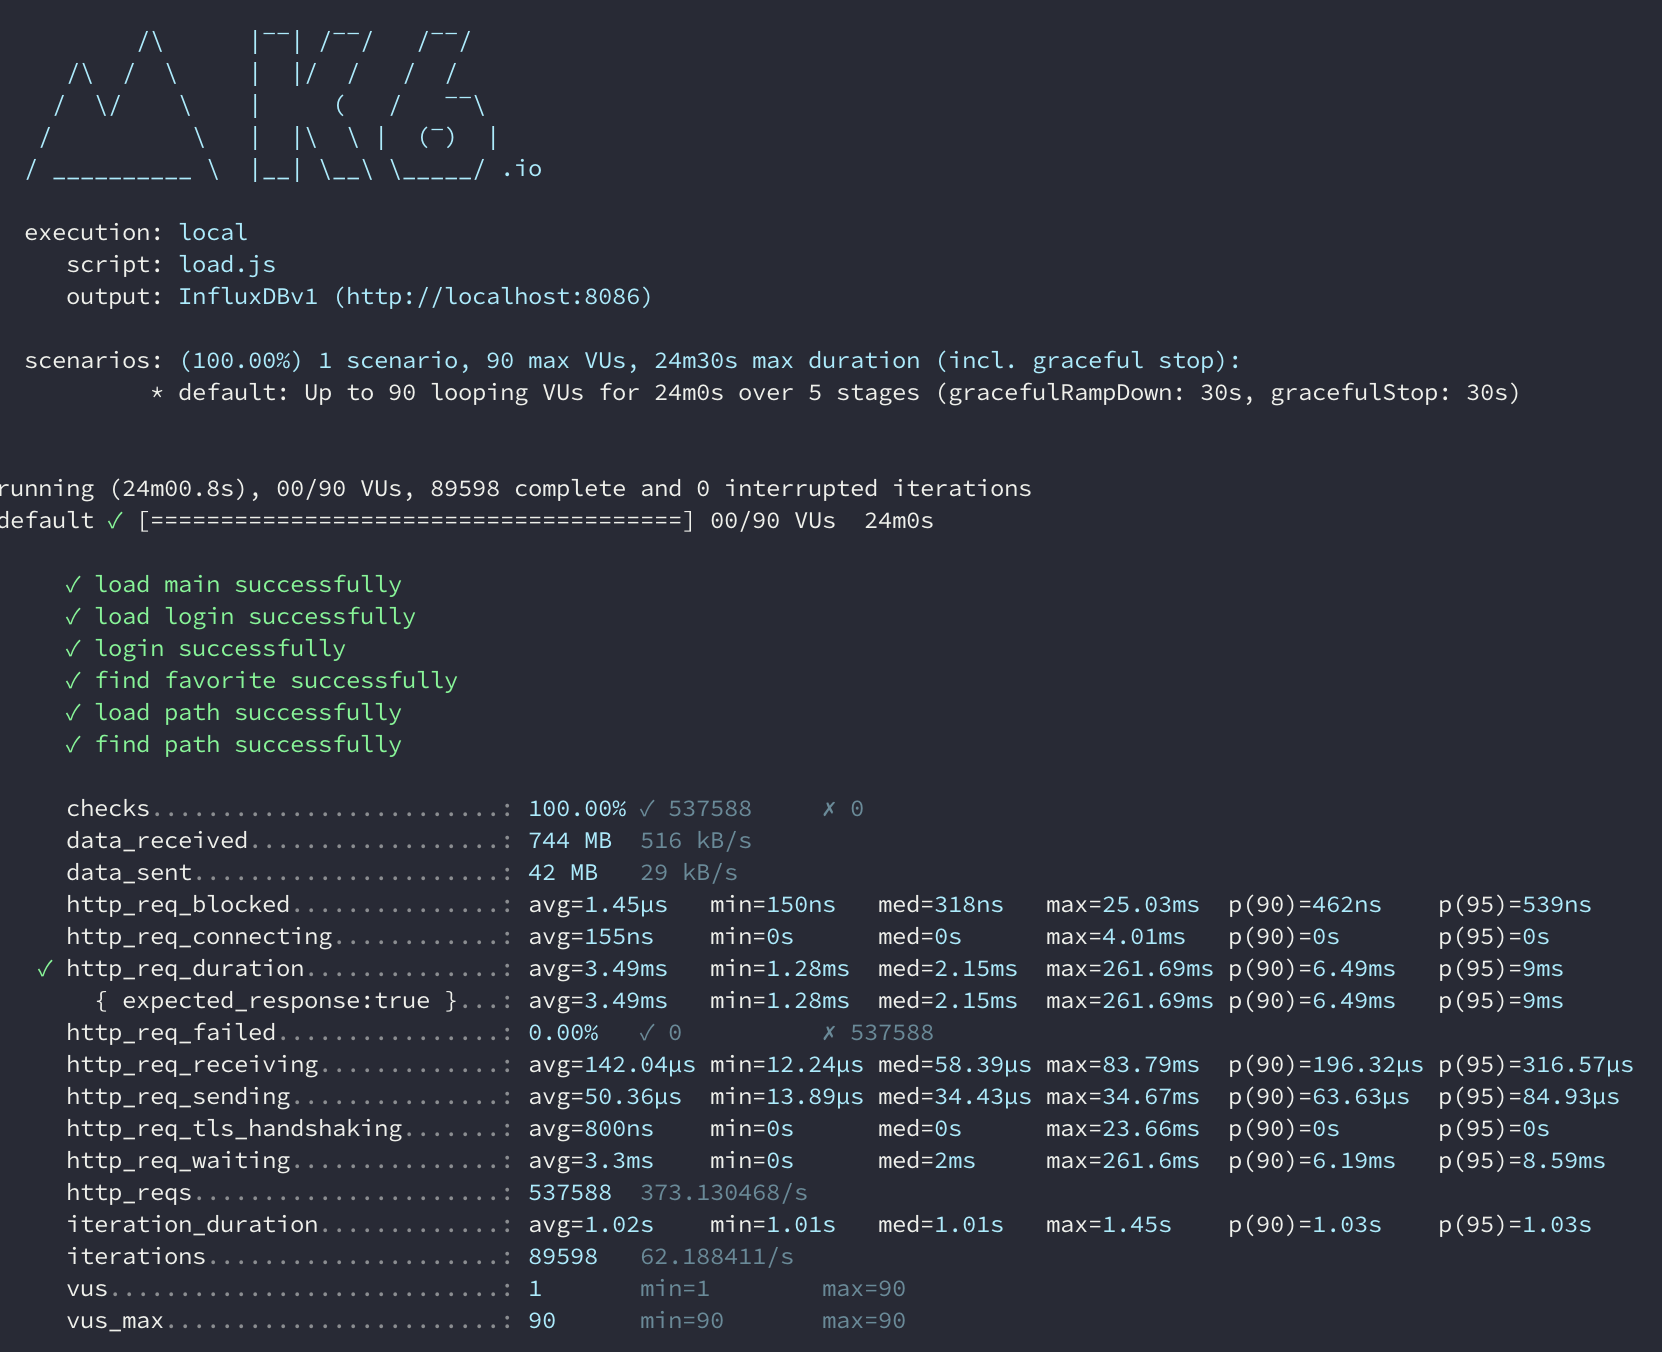 /\      |‾‾| /‾‾/   /‾‾/
     /\  /  \     |  |/  /   /  /
    /  \/    \    |     (   /   ‾‾\
   /          \   |  |\  \ |  (‾)  |
  / __________ \  |__| \__\ \_____/ .io

  execution: local
     script: load.js
     output: InfluxDBv1 (http://localhost:8086)

  scenarios: (100.00%) 1 scenario, 90 max VUs, 24m30s max duration (incl. graceful stop):
           * default: Up to 90 looping VUs for 24m0s over 5 stages (gracefulRampDown: 30s, gracefulStop: 30s)

running (24m00.8s), 00/90 VUs, 89598 complete and 0 interrupted iterations
default ✓ [======================================] 00/90 VUs  24m0s

     ✓ load main successfully
     ✓ load login successfully
     ✓ login successfully
     ✓ find favorite successfully
     ✓ load path successfully
     ✓ find path successfully

     checks.........................: 100.00% ✓ 537588     ✗ 0
     data_received..................: 744 MB  516 kB/s
     data_sent......................: 42 MB   29 kB/s
     http_req_blocked...............: avg=1.45µs   min=150ns   med=318ns   max=25.03ms  p(90)=462ns    p(95)=539ns
     http_req_connecting............: avg=155ns    min=0s      med=0s      max=4.01ms   p(90)=0s       p(95)=0s
   ✓ http_req_duration..............: avg=3.49ms   min=1.28ms  med=2.15ms  max=261.69ms p(90)=6.49ms   p(95)=9ms
       { expected_response:true }...: avg=3.49ms   min=1.28ms  med=2.15ms  max=261.69ms p(90)=6.49ms   p(95)=9ms
     http_req_failed................: 0.00%   ✓ 0          ✗ 537588
     http_req_receiving.............: avg=142.04µs min=12.24µs med=58.39µs max=83.79ms  p(90)=196.32µs p(95)=316.57µs
     http_req_sending...............: avg=50.36µs  min=13.89µs med=34.43µs max=34.67ms  p(90)=63.63µs  p(95)=84.93µs
     http_req_tls_handshaking.......: avg=800ns    min=0s      med=0s      max=23.66ms  p(90)=0s       p(95)=0s
     http_req_waiting...............: avg=3.3ms    min=0s      med=2ms     max=261.6ms  p(90)=6.19ms   p(95)=8.59ms
     http_reqs......................: 537588  373.130468/s
     iteration_duration.............: avg=1.02s    min=1.01s   med=1.01s   max=1.45s    p(90)=1.03s    p(95)=1.03s
     iterations.....................: 89598   62.188411/s
     vus............................: 1       min=1        max=90
     vus_max........................: 90      min=90       max=90